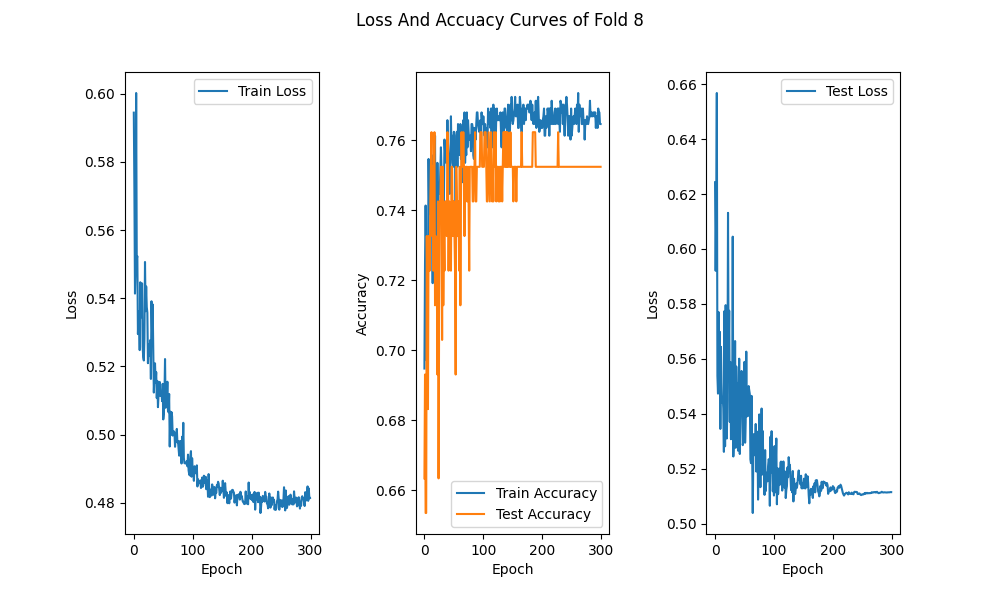 Loss And Accuacy Curves of Fold 8
Train Loss
0.60
0.58
0.56
0.54
0.52
0.50
0.48
Loss
0 100 200 300
Epoch
0.76
0.74
0.72
0.70
0.68
0.66
Accuracy
Train Accuracy
Test Accuracy
0 100 200 300
Epoch
Test Loss
0.66
0.64
0.62
0.60
0.58
0.56
0.54
0.52
0.50
Loss
0 100 200 300
Epoch